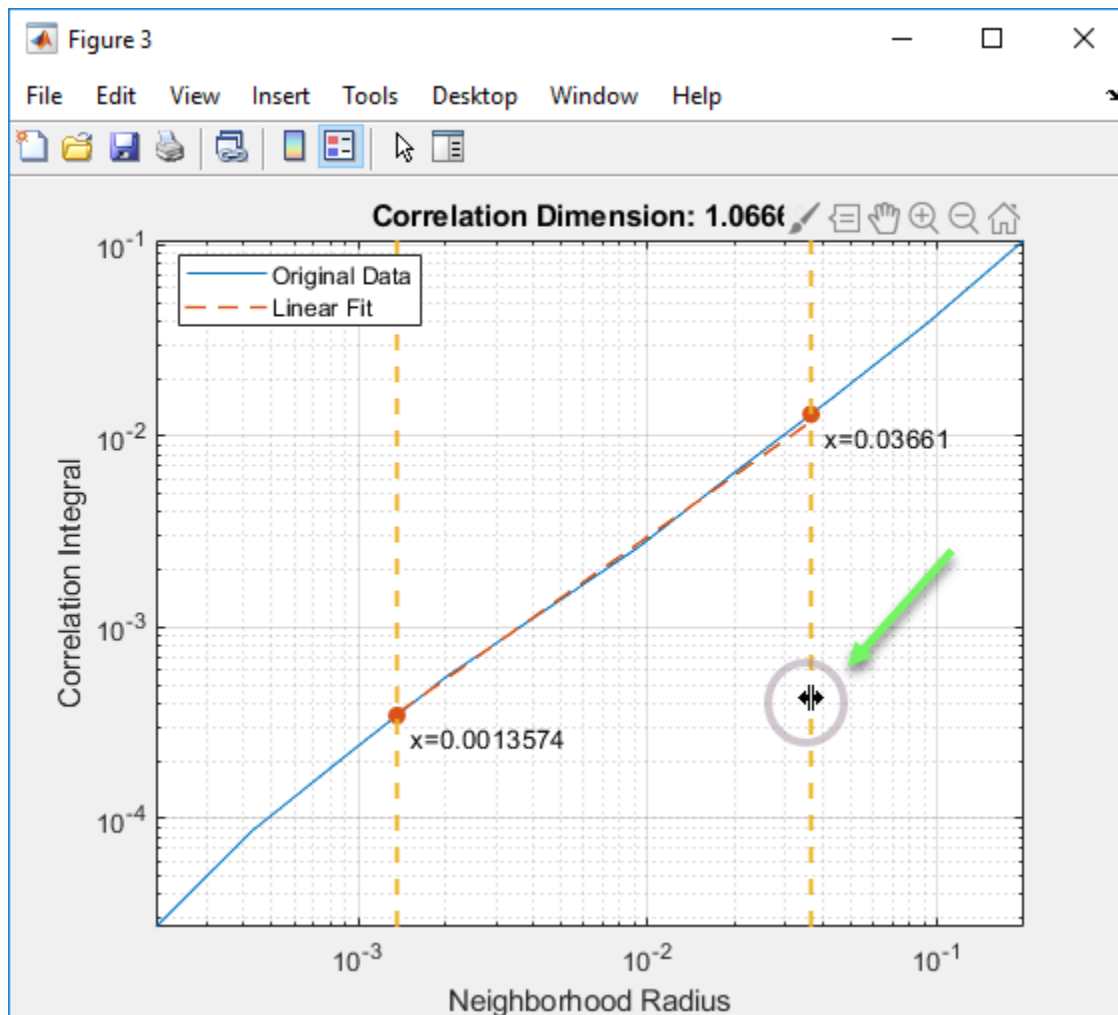 Figure 3
File Edit View Insert Tools Desktop Window Help
Correlation Dimension: 1.066
10^-1
Original Data
Linear Fit
10^-2
x=0.03661
Correlation Integral
10^-3
x=0.0013574
10^-4
10^-3 10^-2 10^-1
Neighborhood Radius